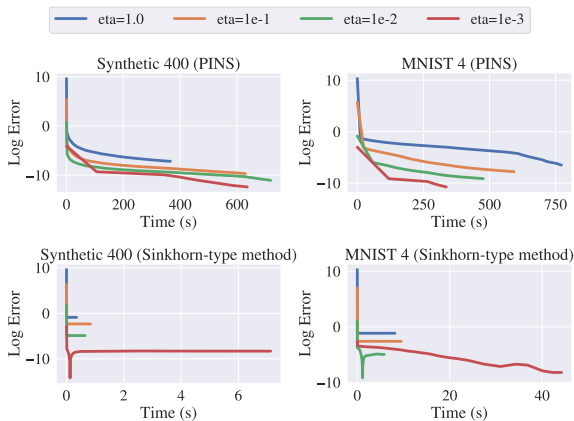 eta=1.0 eta=1e-1 eta=1e-2 eta=1e-3
Synthetic 400 (PINS)
10
0
−10
Log Error
0 200 400 600
Time (s)
MNIST 4 (PINS)
10
0
−10
Log Error
0 250 500 750
Time (s)
Synthetic 400 (Sinkhorn-type method)
10
0
−10
Log Error
0 2 4 6
Time (s)
MNIST 4 (Sinkhorn-type method)
10
0
−10
Log Error
0 20 40
Time (s)